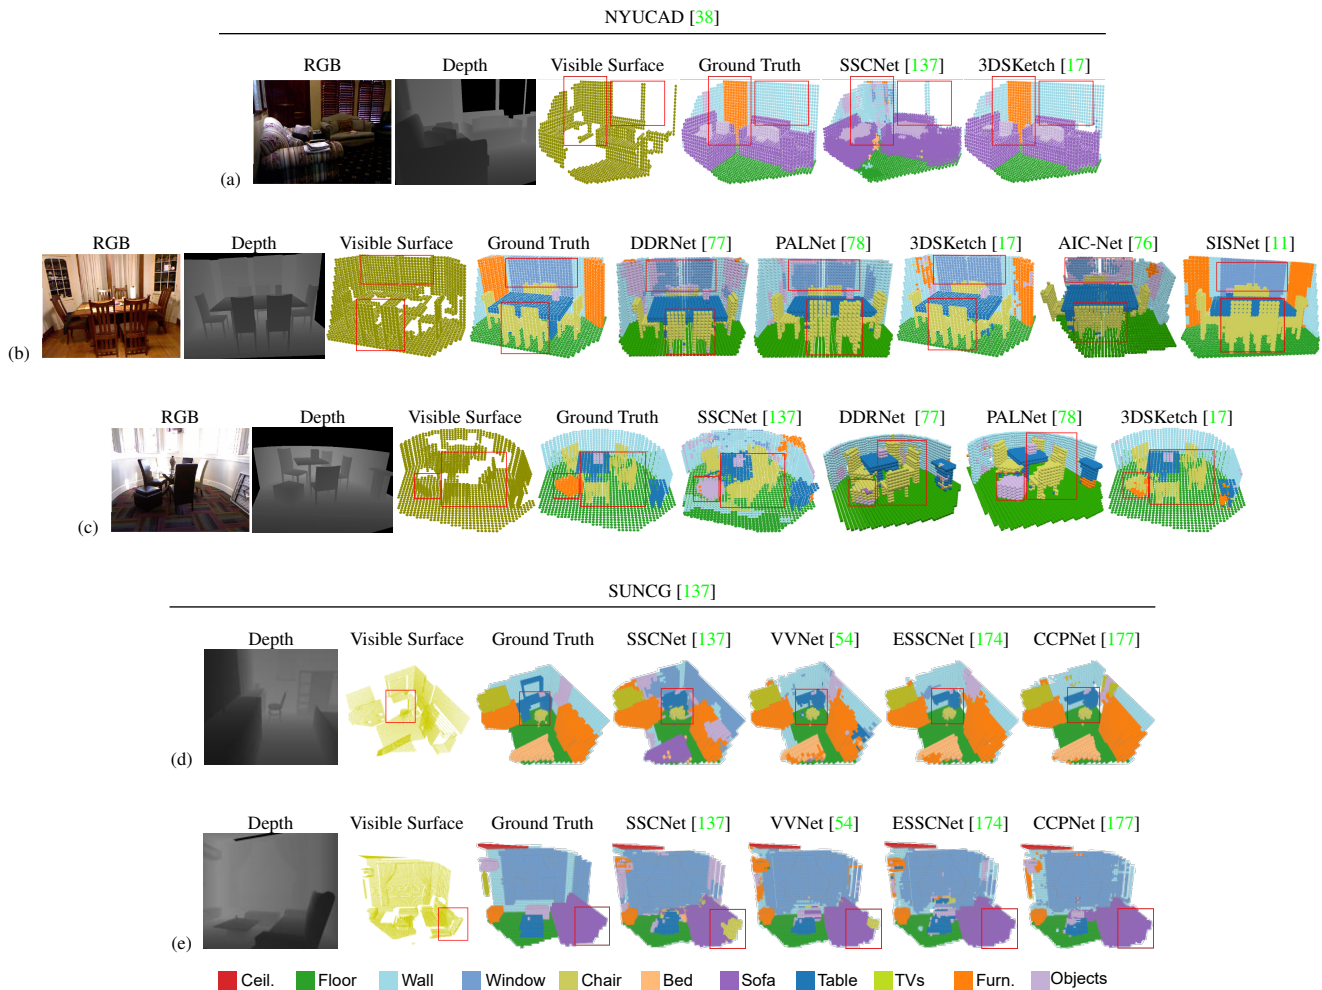 NYUCAD [38]
RGB Depth Visible Surface Ground Truth SSCNet [137] 3DSKetch [17]
(a)
RGB Depth Visible Surface Ground Truth DDRNet [77] PALNet [78] 3DSKetch [17] AIC-Net [76] SISNet [11]
(b)
RGB Depth Visible Surface Ground Truth SSCNet [137] DDRNet [77] PALNet [78] 3DSKetch [17]
(c)
SUNCG [137]
Depth Visible Surface Ground Truth SSCNet [137] VVNet [54] ESSCNet [174] CCPNet [177]
(d)
Depth Visible Surface Ground Truth SSCNet [137] VVNet [54] ESSCNet [174] CCPNet [177]
(e)
Ceil. Floor Wall Window Chair Bed Sofa Table TVs Furn. Objects